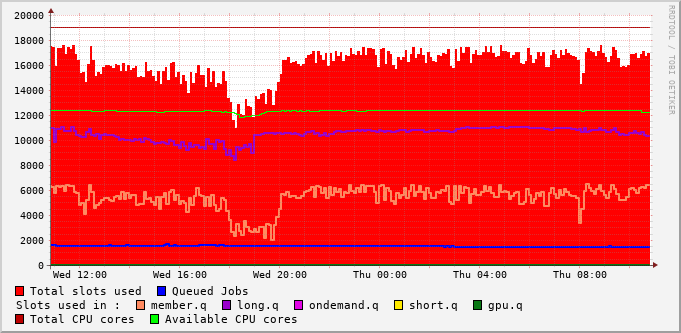 20000
18000
16000
14000
12000
10000
8000
6000
4000
2000
0
Wed 12:00 Wed 16:00 Wed 20:00 Thu 00:00 Thu 04:00 Thu 08:00
RRDTOOL / TOBI OETIKER
Total slots used Queued Jobs
Slots used in : member.q long.q ondemand.q short.q gpu.q
Total CPU cores Available CPU cores